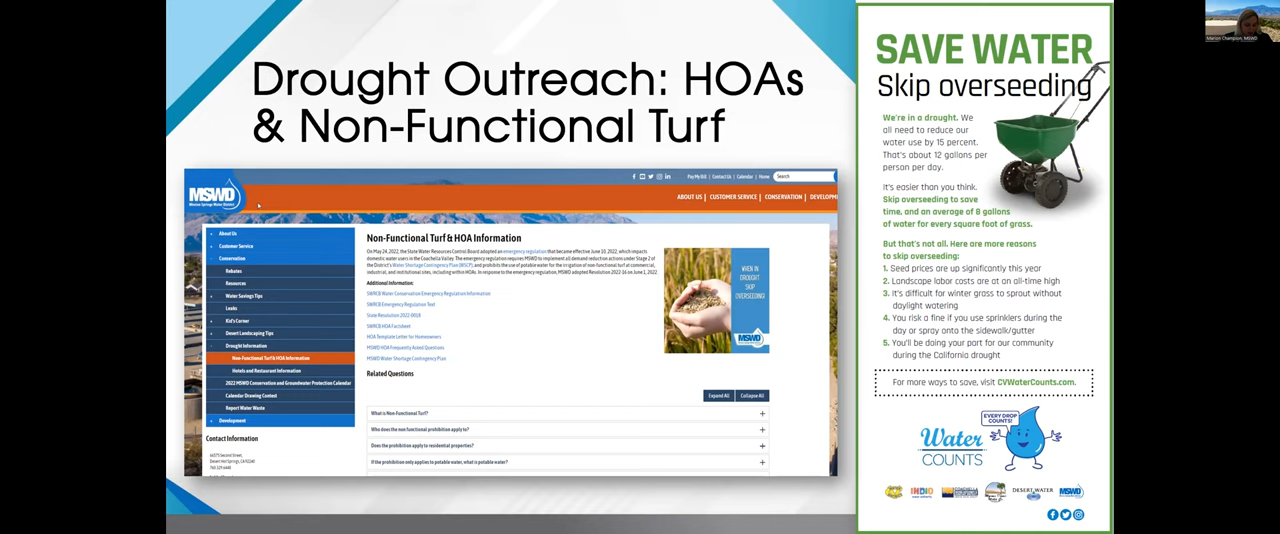 Drought Outreach: HOAs
& Non-Functional Turf
Pay My Bill | Contact Us | Calendar | Home
Search
MSWD
Mission Springs Water District
ABOUT US | CUSTOMER SERVICE | CONSERVATION | DEVELOPM
About Us
Customer Service
Conservation
Rebates
Resources
Water Savings Tips
Leaks
Kid's Corner
Desert Landscaping Tips
Drought Information
Non-Functional Turf & HOA Information
Hotels and Restaurant Information
2022 MSWD Conservation and Groundwater Protection Calendar
Calendar Drawing Contest
Report Water Waste
Development
Contact Information
66575 Second Street,
Desert Hot Springs, CA 92240
760.329.6448
Non-Functional Turf & HOA Information
On May 24, 2022, the State Water Resources Control Board adopted an emergency regulation that became effective June 10, 2022, which impacts
domestic water users in the Coachella Valley. The emergency regulation requires MSWD to implement all demand reduction actions under Stage 2
of the District's Water Shortage Contingency Plan (WSCP), and prohibits the use of potable water for the irrigation of non-functional turf at commercial,
industrial, and institutional sites, including within HOAs. In response to the emergency regulation, MSWD adopted Resolution 2022-16 on June 1, 2022.
Additional Information:
SWRCB Water Conservation Emergency Regulation Information
SWRCB Emergency Regulation Text
State Resolution 2022-0018
SWRCB HOA Factsheet
HOA Template Letter for Homeowners
MSWD HOA Frequently Asked Questions
MSWD Water Shortage Contingency Plan
Related Questions
Expand All
Collapse All
What is Non-Functional Turf?
Who does the non functional prohibition apply to?
Does the prohibition apply to residential properties?
If the prohibition only applies to potable water, what is potable water?
WHEN IN
DROUGHT
SKIP
OVERSEEDING!
MSWD
SAVE WATER
Skip overseeding
We're in a drought. We
all need to reduce our
water use by 15 percent.
That's about 12 gallons per
person per day.
It's easier than you think.
Skip overseeding to save
time, and an average of 8 gallons
of water for every square foot of grass.
But that's not all. Here are more reasons
to skip overseeding:
1. Seed prices are up significantly this year
2. Landscape labor costs are at an all-time high
3. It's difficult for winter grass to sprout without
daylight watering
4. You risk a fine if you use sprinklers during the
day or spray onto the sidewalk/gutter
5. You'll be doing your part for our community
during the California drought
For more ways to save, visit CVWaterCounts.com.
EVERY DROP
COUNTS!
Water
COUNTS
INDIO
COACHELLA
DESERT WATER
MSWD
Marion Champion, MSWD